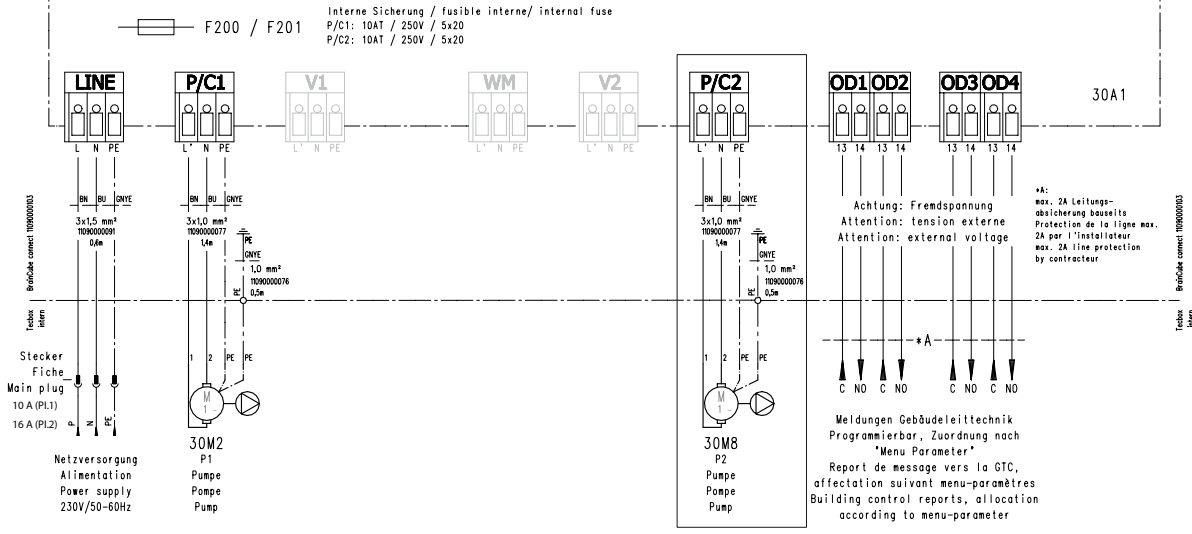 F200 / F201
Interne Sicherung / fusible interne/ internal fuse
P/C1: 10AT / 250V / 5x20
P/C2: 10AT / 250V / 5x20
LINE
P/C1
V1
WM
V2
P/C2
OD1 OD2
OD3 OD4
30A1
L N PE
L' N PE
L' N PE
L' N PE
L' N PE
L' N PE
13 14 13 14
13 14 13 14
BN BU GNYE
3x1,5 mm²
11090000091
0,6m
BN BU GNYE
3x1,0 mm²
11090000077
1,4m
PE
GNYE
1,0 mm²
11090000076
0,5m
PE
BN BU GNYE
3x1,0 mm²
11090000077
1,4m
PE
GNYE
1,0 mm²
11090000076
0,5m
PE
Achtung: Fremdspannung
Attention: tension externe
Attention: external voltage
*A:
max. 2A Leitungs-
absicherung bauseits
Protection de la ligne max.
2A par l'installateur
max. 2A line protection
by contracteur
BrainCube connect 11090000103
Tecbox
intern
BrainCube connect 11090000103
Tecbox
intern
Stecker
Fiche
Main plug
10 A (Pl.1)
16 A (Pl.2)
P N PE
1 2 PE PE
M
1 ~
1 2 PE PE
M
1 ~
*A
C NO C NO C NO C NO
Netzversorgung
Alimentation
Power supply
230V/50-60Hz
30M2
P1
Pumpe
Pompe
Pump
30M8
P2
Pumpe
Pompe
Pump
Meldungen Gebäudeleittechnik
Programmierbar, Zuordnung nach
"Menu Parameter"
Report de message vers la GTC,
affectation suivant menu-paramètres
Building control reports, allocation
according to menu-parameter